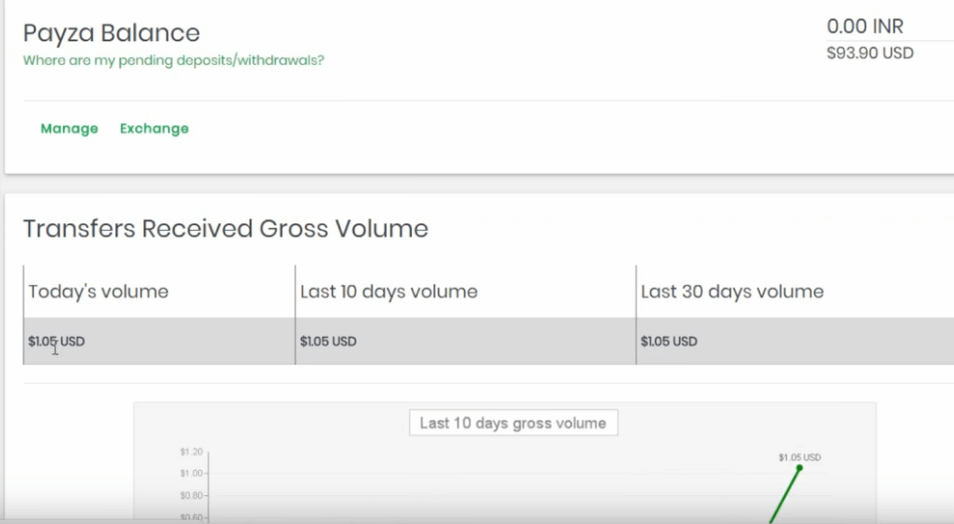 Payza Balance
0.00 INR
Where are my pending deposits/withdrawals?
$93.90 USD
Manage Exchange
Transfers Received Gross Volume
Today's volume Last 10 days volume Last 30 days volume
$1.05 USD $1.05 USD $1.05 USD
Last 10 days gross volume
$1.20
$1.05 USD
$1.00
$0.80
$0.60